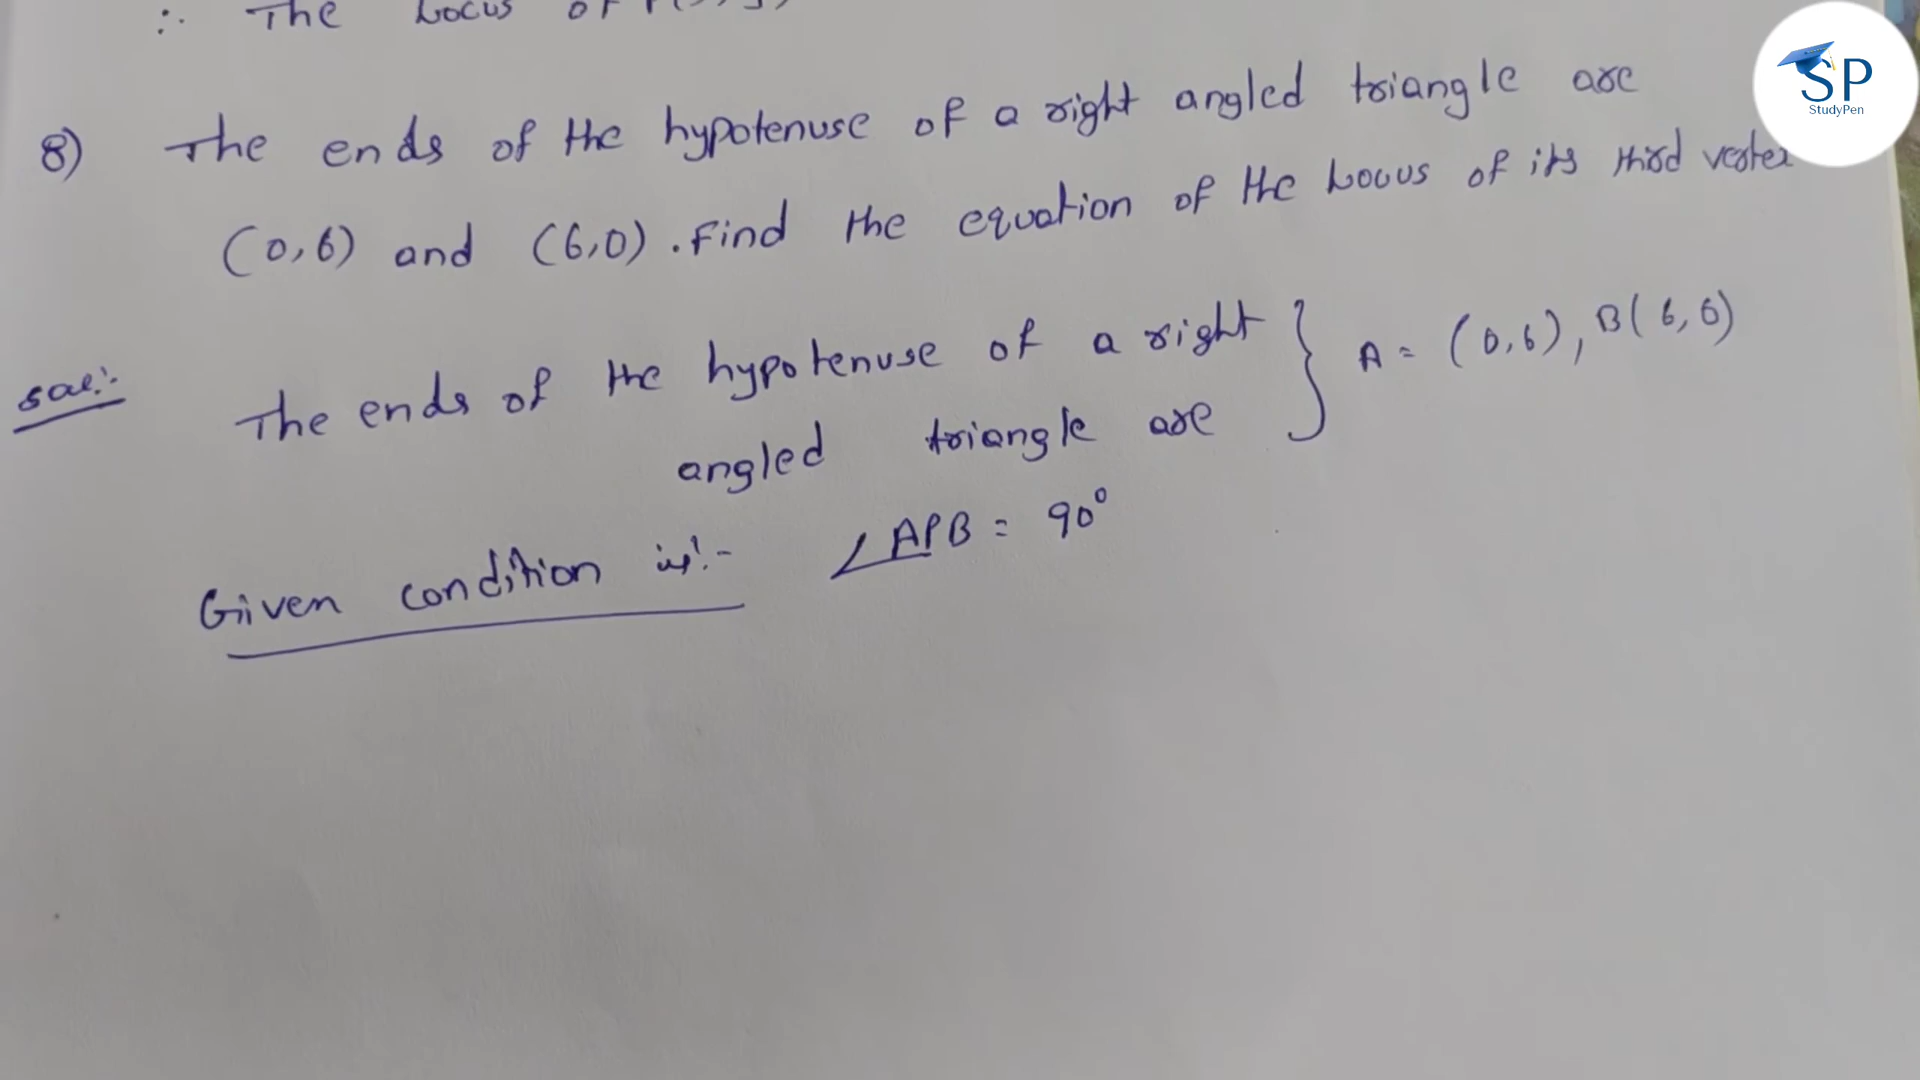 ∴ The Locus of P(
SP
StudyPen
8) The ends of the hypotenuse of a right angled triangle are
(0,6) and (6,0). Find the equation of the Locus of its third vertex
Sol:- The ends of the hypotenuse of a right
angled triangle are } A = (0,6), B(6,0)
Given condition is:- ∠APB = 90°